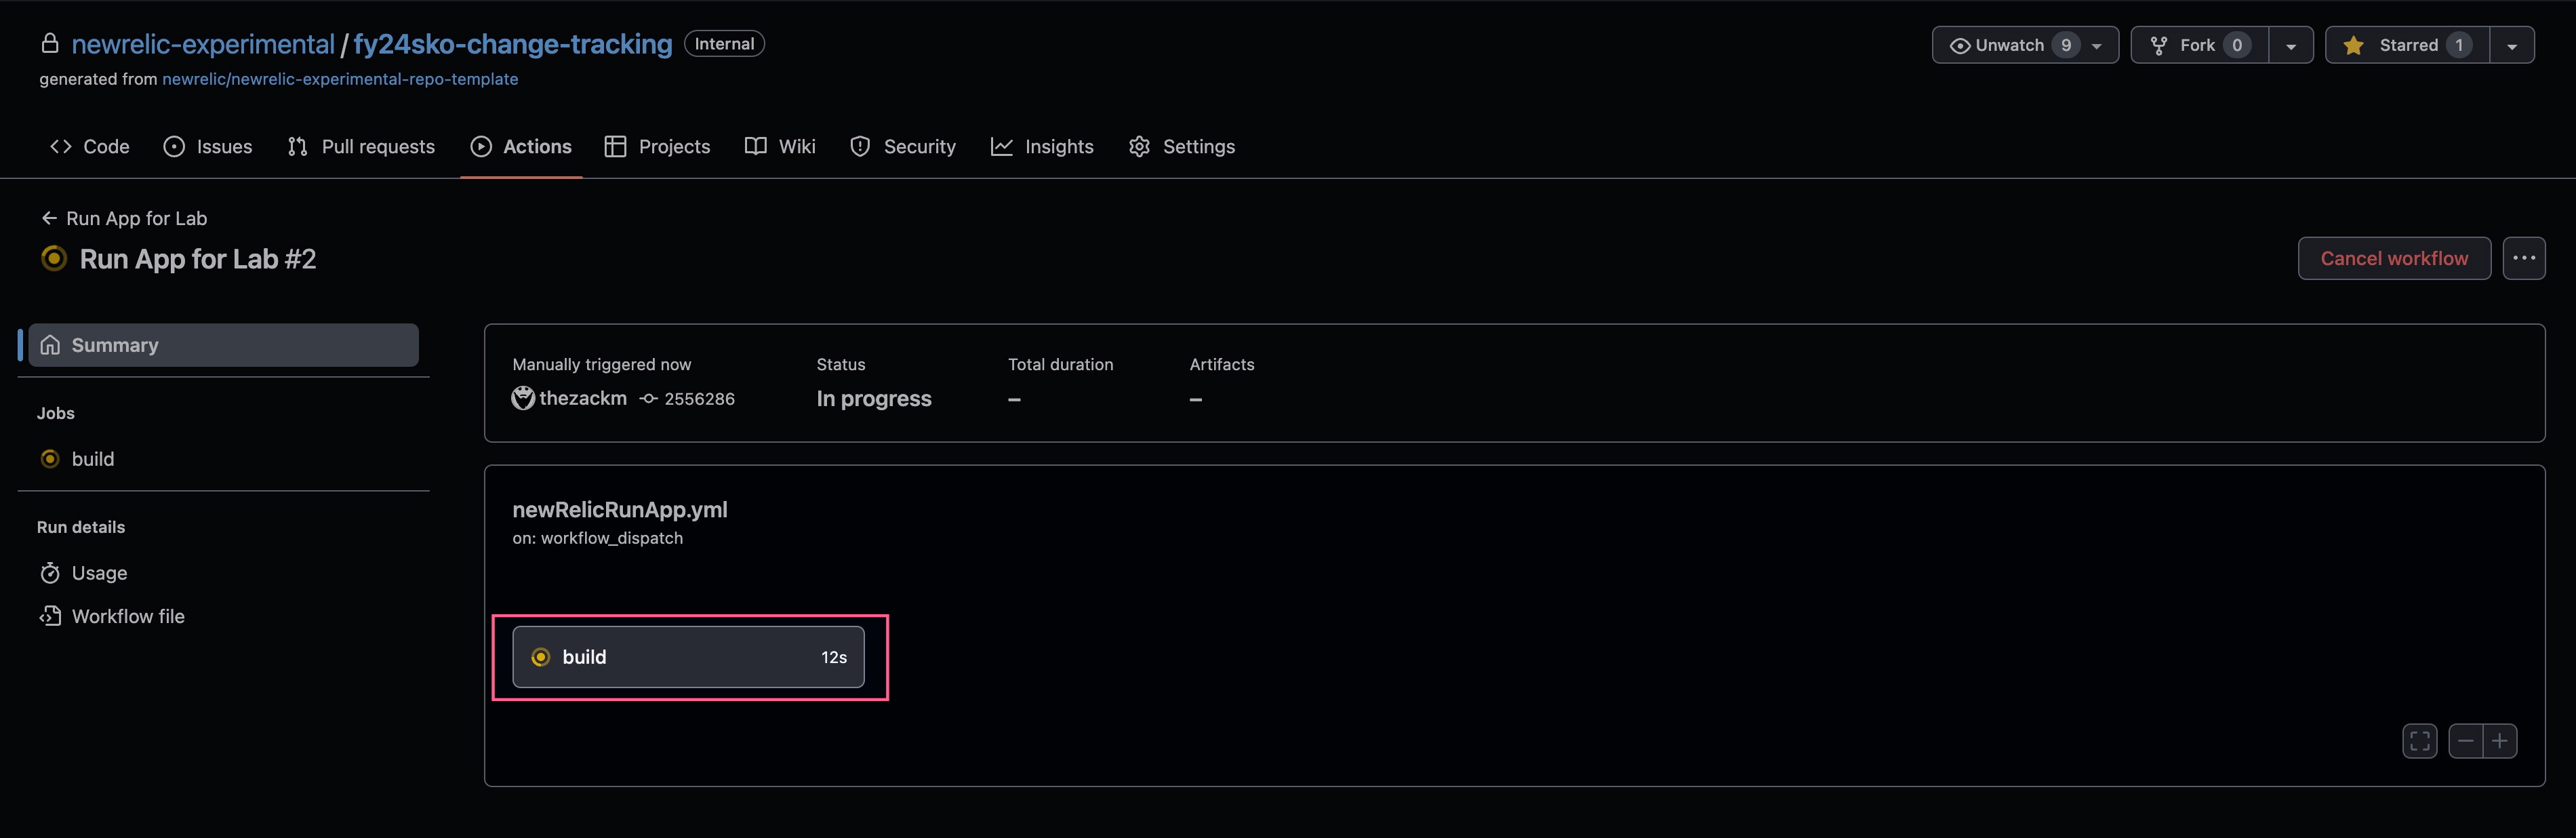 newrelic-experimental / fy24sko-change-tracking Internal
Unwatch 9 Fork 0 Starred 1
generated from newrelic/newrelic-experimental-repo-template
Code Issues Pull requests Actions Projects Wiki Security Insights Settings
← Run App for Lab
Run App for Lab #2
Cancel workflow ...
Summary
Jobs
build
Run details
Usage
Workflow file
Manually triggered now Status Total duration Artifacts
thezackm 2556286 In progress – –
newRelicRunApp.yml
on: workflow_dispatch
build 12s